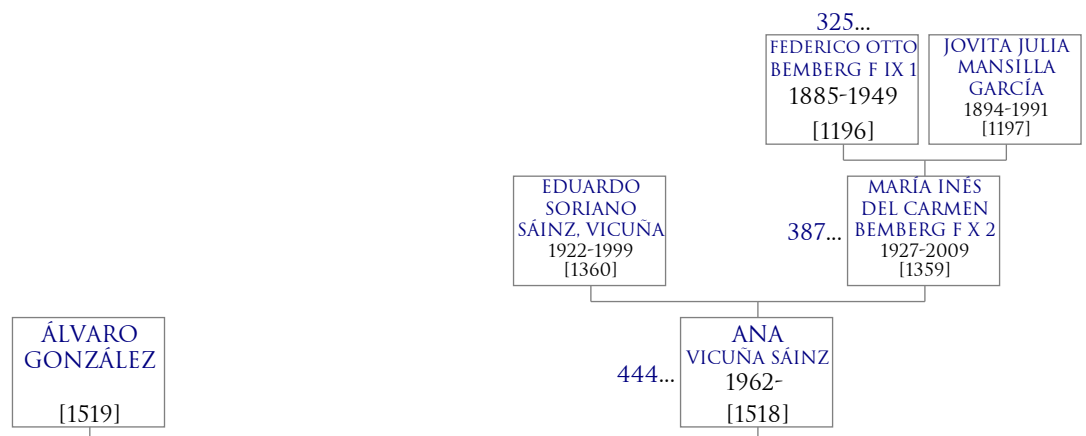 325...
FEDERICO OTTO
BEMBERG F IX 1
1885-1949
[1196]
JOVITA JULIA
MANSILLA
GARCÍA
1894-1991
[1197]
EDUARDO
SORIANO
SÁINZ, VICUÑA
1922-1999
[1360]
387...
MARÍA INÉS
DEL CARMEN
BEMBERG F X 2
1927-2009
[1359]
ÁLVARO
GONZÁLEZ
[1519]
444...
ANA
VICUÑA SÁINZ
1962-
[1518]